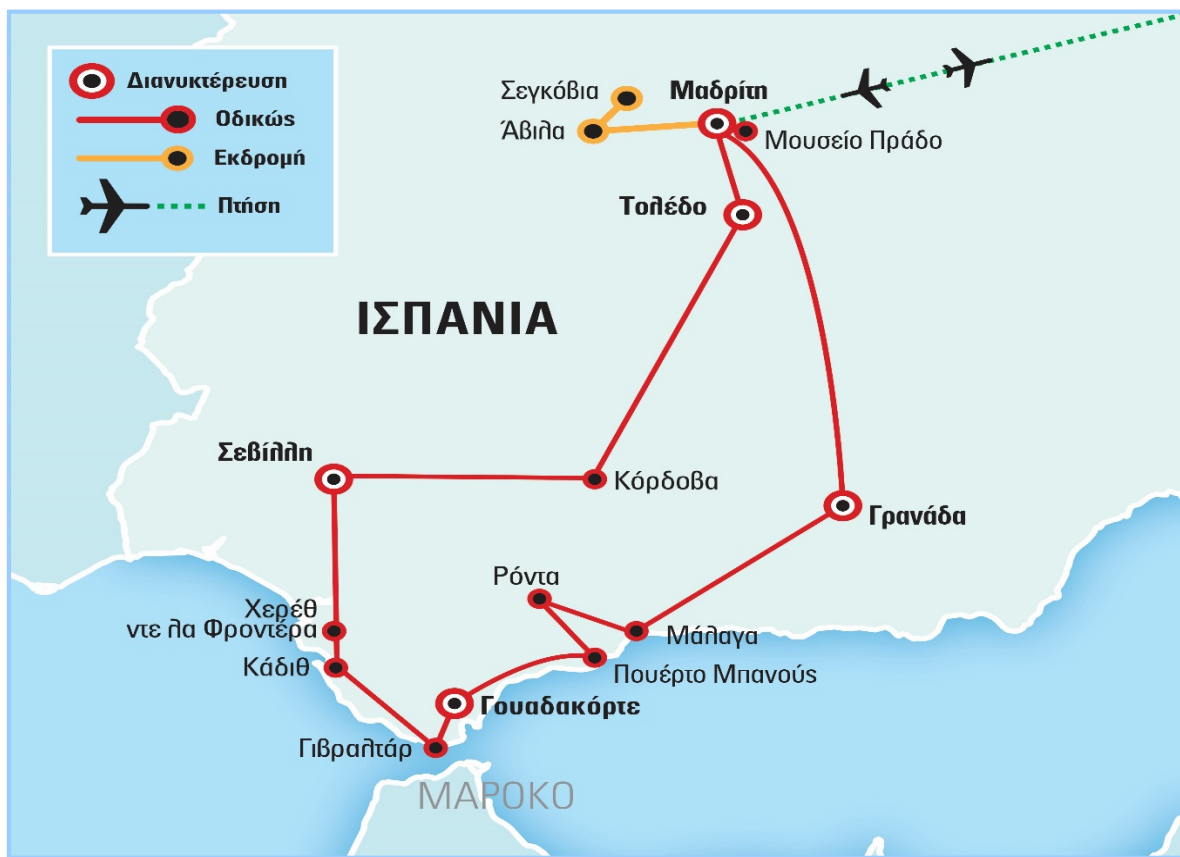 Διανυκτέρευση
Οδικώς
Εκδρομή
Πτήση
Σεγκόβια
Μαδρίτη
Άβιλα
Μουσείο Πράδο
Τολέδο
ΙΣΠΑΝΙΑ
Σεβίλλη
Κόρδοβα
Γρανάδα
Ρόντα
Χερέθ
ντε λα Φροντέρα
Μάλαγα
Κάδιθ
Πουέρτο Μπανούς
Γουαδακόρτε
Γιβραλτάρ
ΜΑΡΟΚΟ